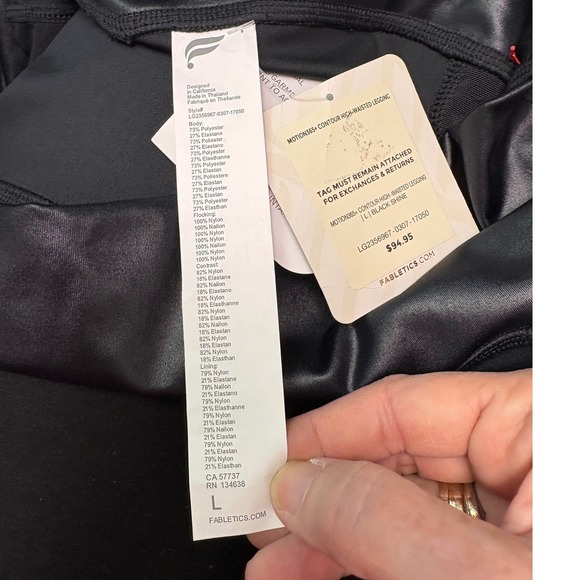 Designed
in California
Made in Thailand
Fabriqué en Thaïlande
Style#
LG2356967-0307-17050
Body:
73% Polyester
27% Elastane
73% Poliester
27% Elastano
73% Polyester
27% Elasthanne
73% Polyester
27% Elastan
73% Poliestere
27% Elastan
73% Polyester
27% Elastan
73% Polyester
27% Elasthan
Flocking:
100% Nylon
100% Nailon
100% Nylon
100% Nylon
100% Nailon
100% Nylon
100% Nylon
Contrast:
82% Nylon
18% Elastane
82% Nailon
18% Elastano
82% Nylon
18% Elasthanne
82% Nylon
18% Elastan
82% Nailon
18% Elastan
82% Nylon
18% Elastan
82% Nylon
18% Elasthan
Lining:
79% Nylon
21% Elastane
79% Nailon
21% Elastano
79% Nylon
21% Elasthanne
79% Nylon
21% Elastan
79% Nailon
21% Elastan
79% Nylon
21% Elastan
79% Nylon
21% Elasthan
CA 57737
RN 134638
L
FABLETICS.COM
GARME
NT TO
MOTION365+ CONTOUR HIGH-WAISTED LEGGING
TAG MUST REMAIN ATTACHED
FOR EXCHANGES & RETURNS
MOTION365+ CONTOUR HIGH-WAISTED LEGGING
| L | BLACK SHINE
LG2356967-0307-17050
$94.95
FABLETICS.COM